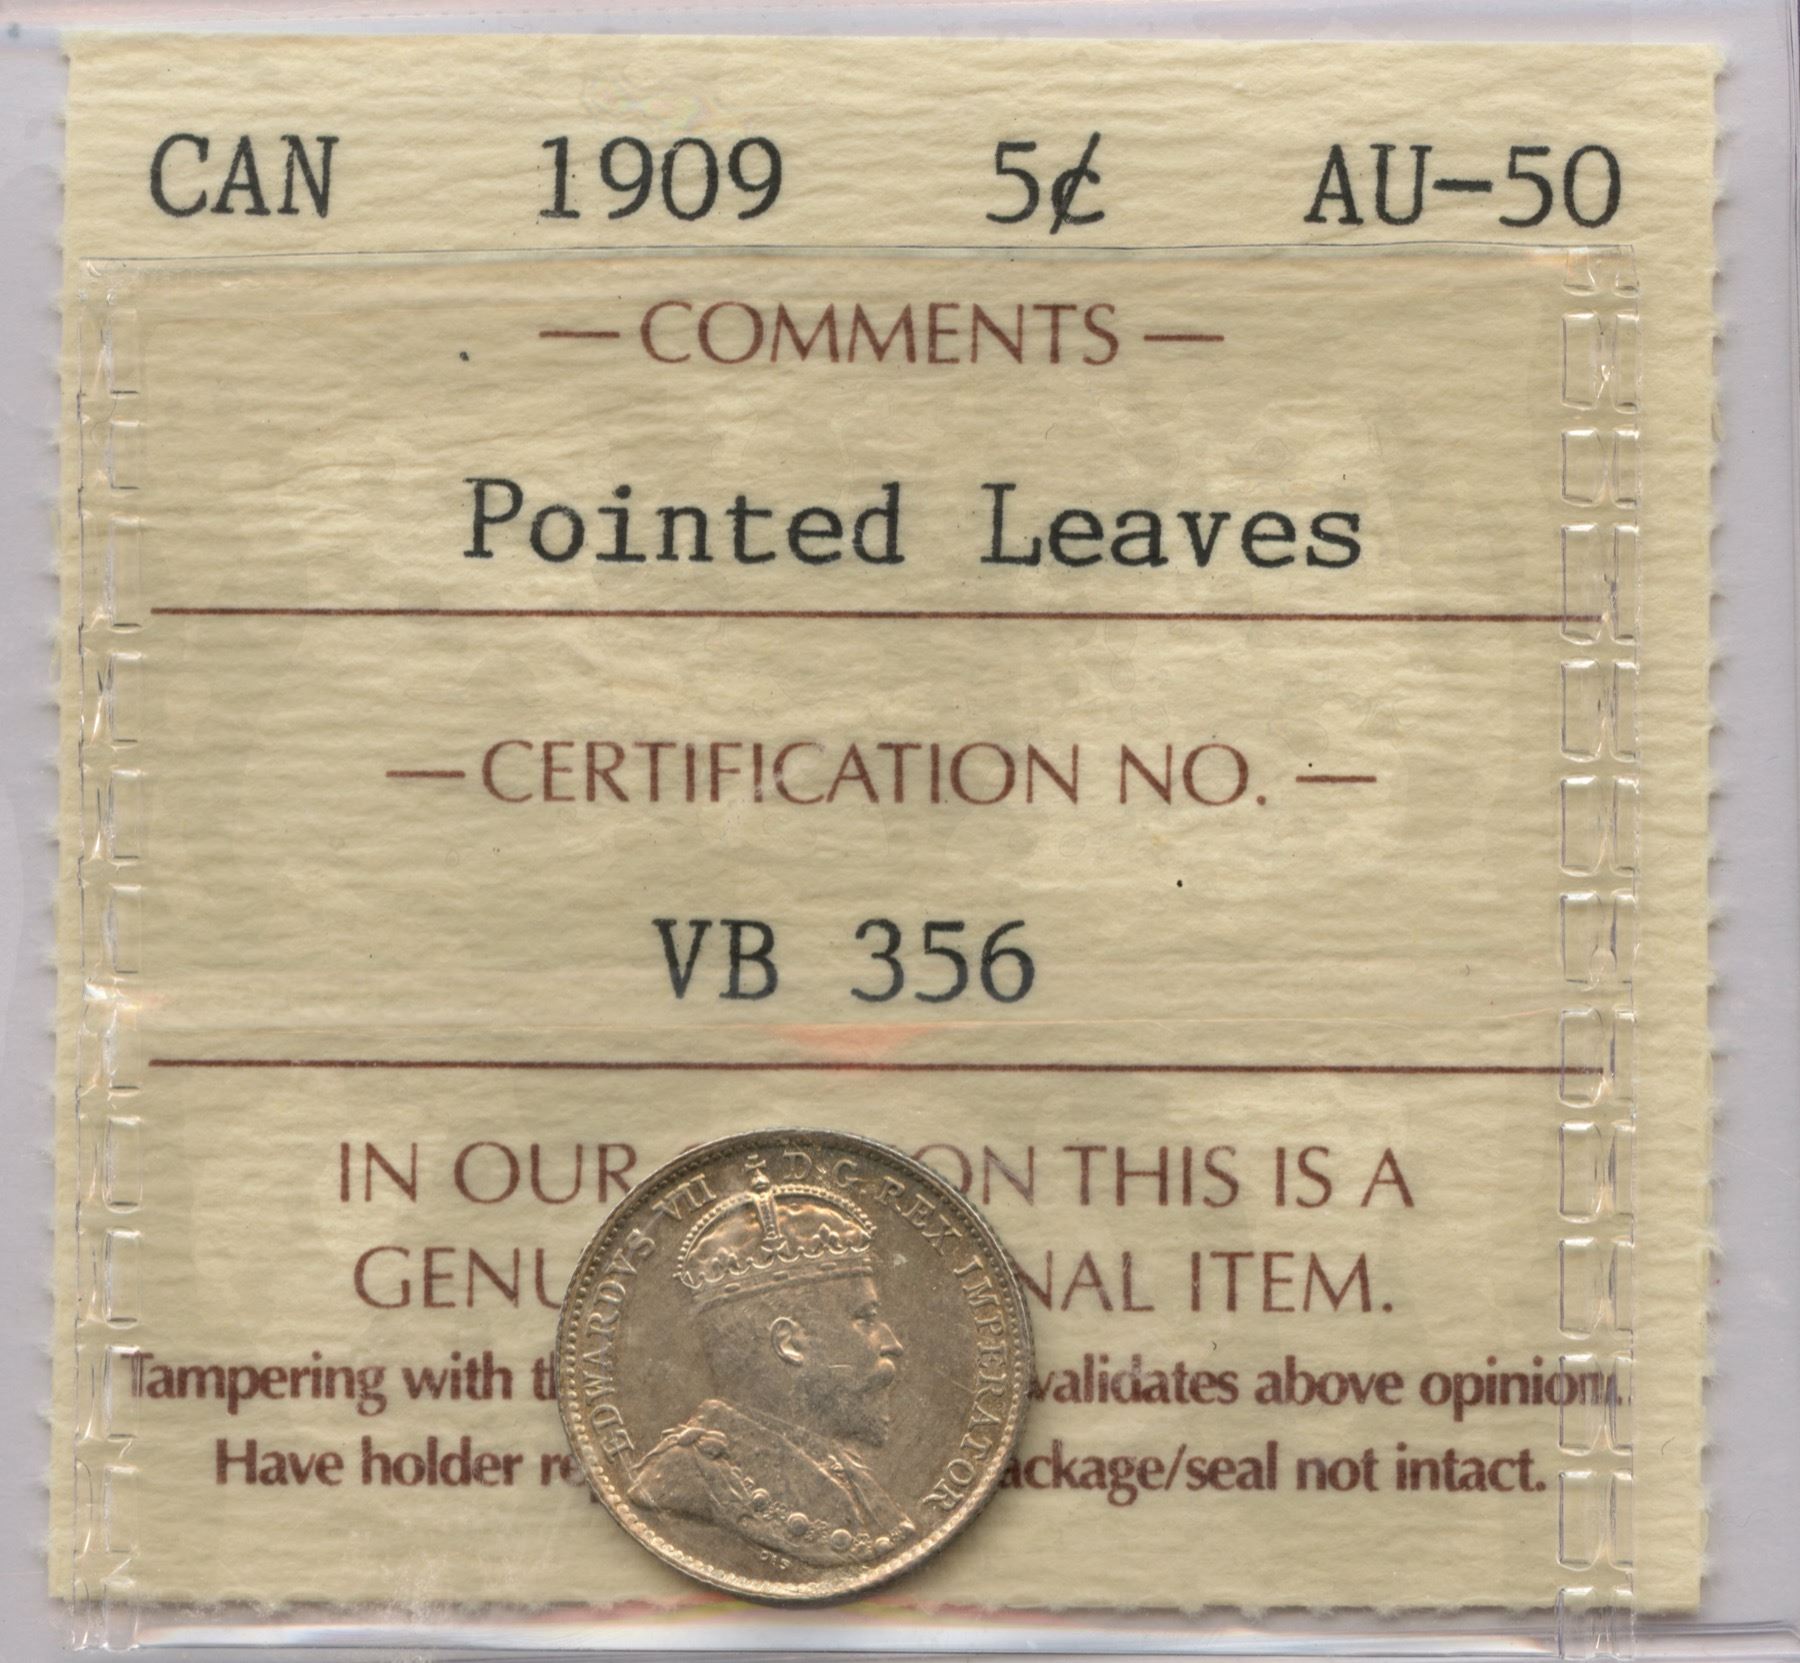 CAN 1909 5¢ AU-50
— COMMENTS —
Pointed Leaves
— CERTIFICATION NO. —
VB 356
IN OUR ON THIS IS A
GENU NAL ITEM.
Tampering with validates above opinion.
Have holder ackage/seal not intact.
EDWARDVS VII D·G·REX IMPERATOR